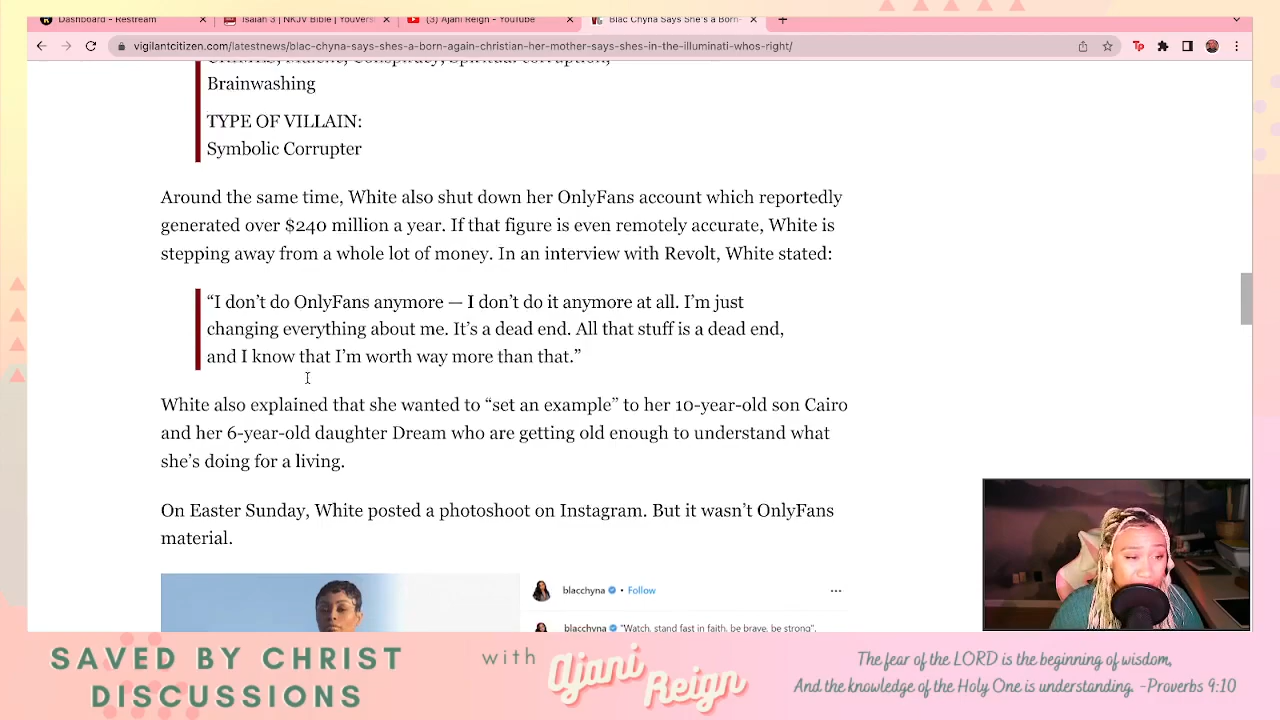 Dashboard - Restream
Isaiah 3 | NKJV Bible | YouVers
(3) Ajani Reign - YouTube
Blac Chyna Says She's a Born-
vigilantcitizen.com/latestnews/blac-chyna-says-shes-a-born-again-christian-her-mother-says-shes-in-the-illuminati-whos-right/
Brainwashing
TYPE OF VILLAIN:
Symbolic Corrupter
Around the same time, White also shut down her OnlyFans account which reportedly
generated over $240 million a year. If that figure is even remotely accurate, White is
stepping away from a whole lot of money. In an interview with Revolt, White stated:
“I don’t do OnlyFans anymore — I don’t do it anymore at all. I’m just
changing everything about me. It’s a dead end. All that stuff is a dead end,
and I know that I’m worth way more than that.”
White also explained that she wanted to “set an example” to her 10-year-old son Cairo
and her 6-year-old daughter Dream who are getting old enough to understand what
she’s doing for a living.
On Easter Sunday, White posted a photoshoot on Instagram. But it wasn’t OnlyFans
material.
blacchyna • Follow
blacchyna "Watch, stand fast in faith, be brave, be strong".
SAVED BY CHRIST
DISCUSSIONS
with
Ajani
Reign
The fear of the LORD is the beginning of wisdom,
And the knowledge of the Holy One is understanding. -Proverbs 9:10